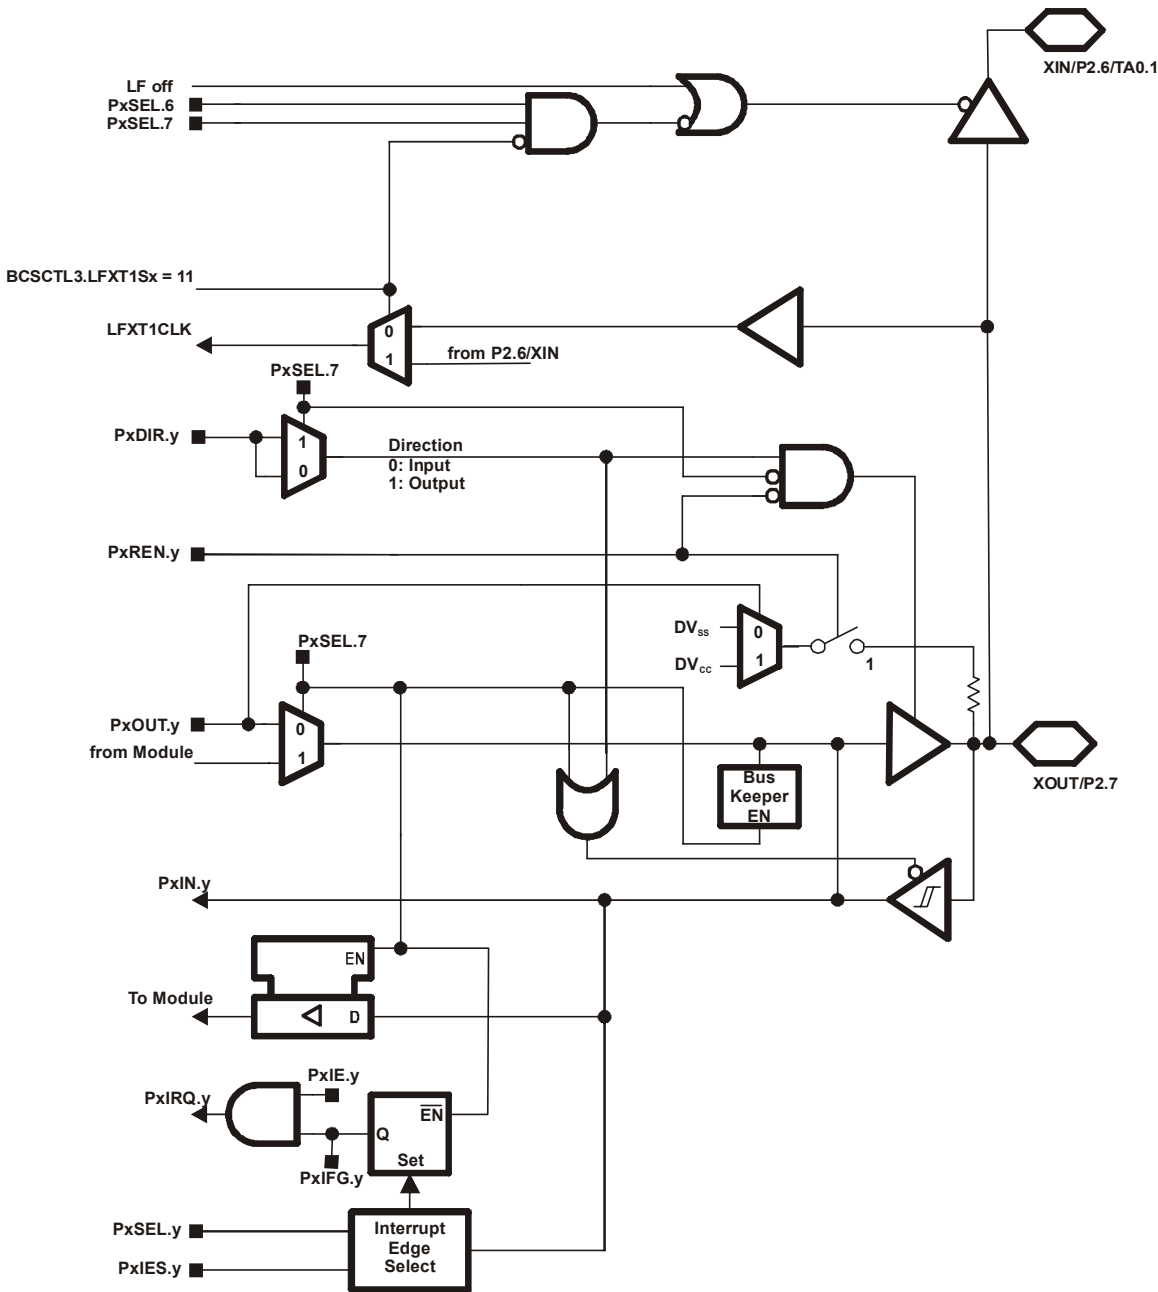 XIN/P2.6/TA0.1
LF off
PxSEL.6
PxSEL.7
BCSCTL3.LFXT1Sx = 11
LFXT1CLK
0
1
from P2.6/XIN
PxSEL.7
PxDIR.y
1
0
Direction
0: Input
1: Output
PxREN.y
DVSS
DVCC
0
1
1
PxSEL.7
PxOUT.y
from Module
0
1
Bus
Keeper
EN
XOUT/P2.7
PxIN.y
EN
To Module
D
PxIE.y
PxIRQ.y
EN
Q
Set
PxIFG.y
PxSEL.y
PxIES.y
Interrupt
Edge
Select